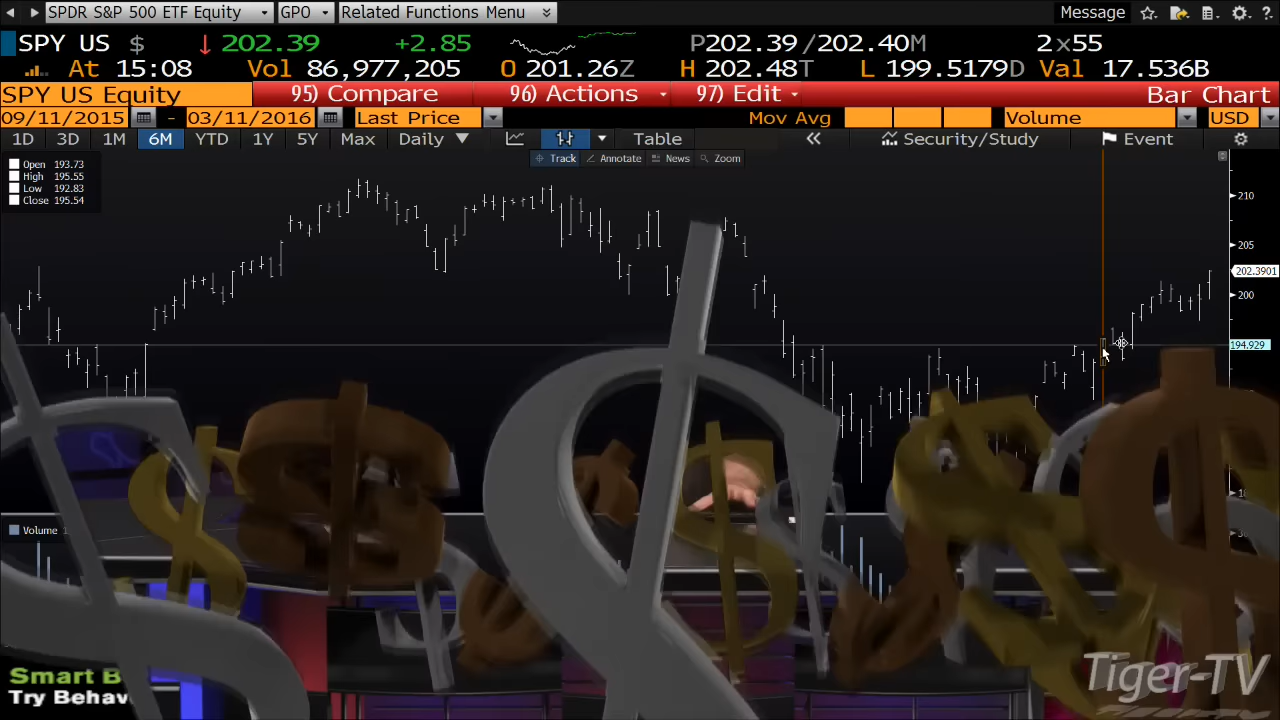 SPDR S&P 500 ETF Equity GPO Related Functions Menu Message
SPY US $ 202.39 +2.85 P202.39 /202.40M 2x55
At 15:08 Vol 86,977,205 O 201.26Z H 202.48T L 199.5179D Val 17.536B
SPY US Equity 95) Compare 96) Actions 97) Edit Bar Chart
09/11/2015 - 03/11/2016 Last Price Mov Avg Volume USD
1D 3D 1M 6M YTD 1Y 5Y Max Daily Table Security/Study Event
Track Annotate News Zoom
Open 193.73
High 195.55
Low 192.83
Close 195.54
210
205
202.3901
200
194.929
Volume
Smart B
Try Behav
Tiger-TV